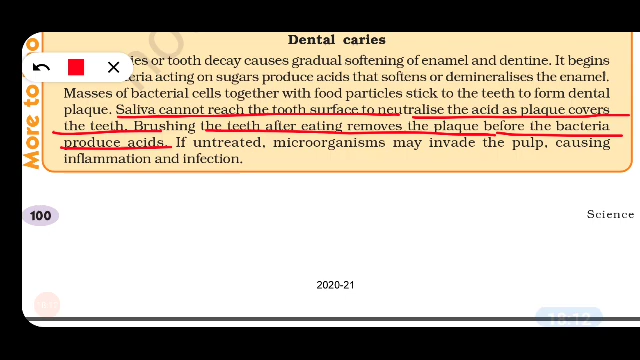 Dental caries
ies or tooth decay causes gradual softening of enamel and dentine. It begins
eria acting on sugars produce acids that softens or demineralises the enamel.
Masses of bacterial cells together with food particles stick to the teeth to form dental
plaque. Saliva cannot reach the tooth surface to neutralise the acid as plaque covers
the teeth. Brushing the teeth after eating removes the plaque before the bacteria
produce acids. If untreated, microorganisms may invade the pulp, causing
inflammation and infection.
More to
100
Science
2020-21
18:12